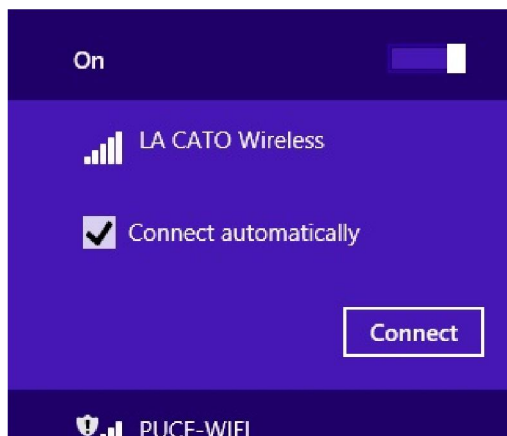 On
LA CATO Wireless
Connect automatically
Connect
PUCE-WIFI